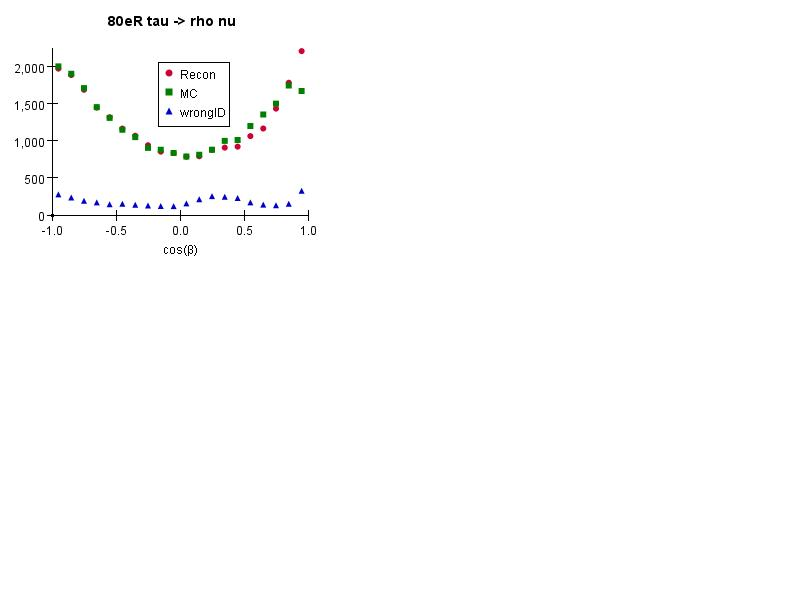 80eR tau -> rho nu
Recon
MC
wrongID
2,000
1,500
1,000
500
0
-1.0 -0.5 0.0 0.5 1.0
cos(β)